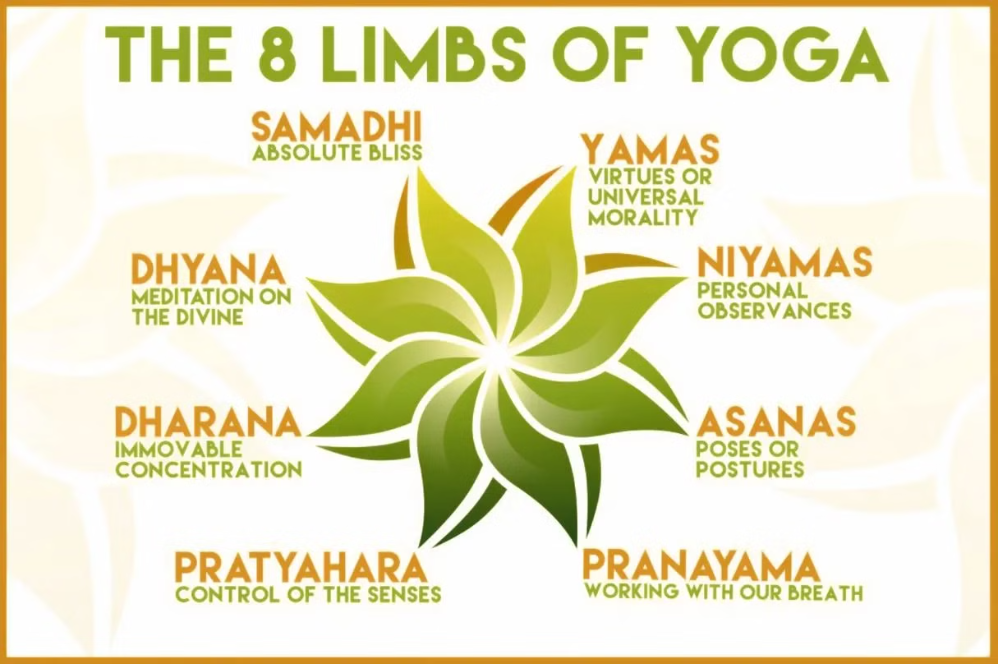 THE 8 LIMBS OF YOGA
SAMADHI
ABSOLUTE BLISS
YAMAS
VIRTUES OR
UNIVERSAL
MORALITY
NIYAMAS
PERSONAL
OBSERVANCES
ASANAS
POSES OR
POSTURES
PRANAYAMA
WORKING WITH OUR BREATH
PRATYAHARA
CONTROL OF THE SENSES
DHARANA
IMMOVABLE
CONCENTRATION
DHYANA
MEDITATION ON
THE DIVINE